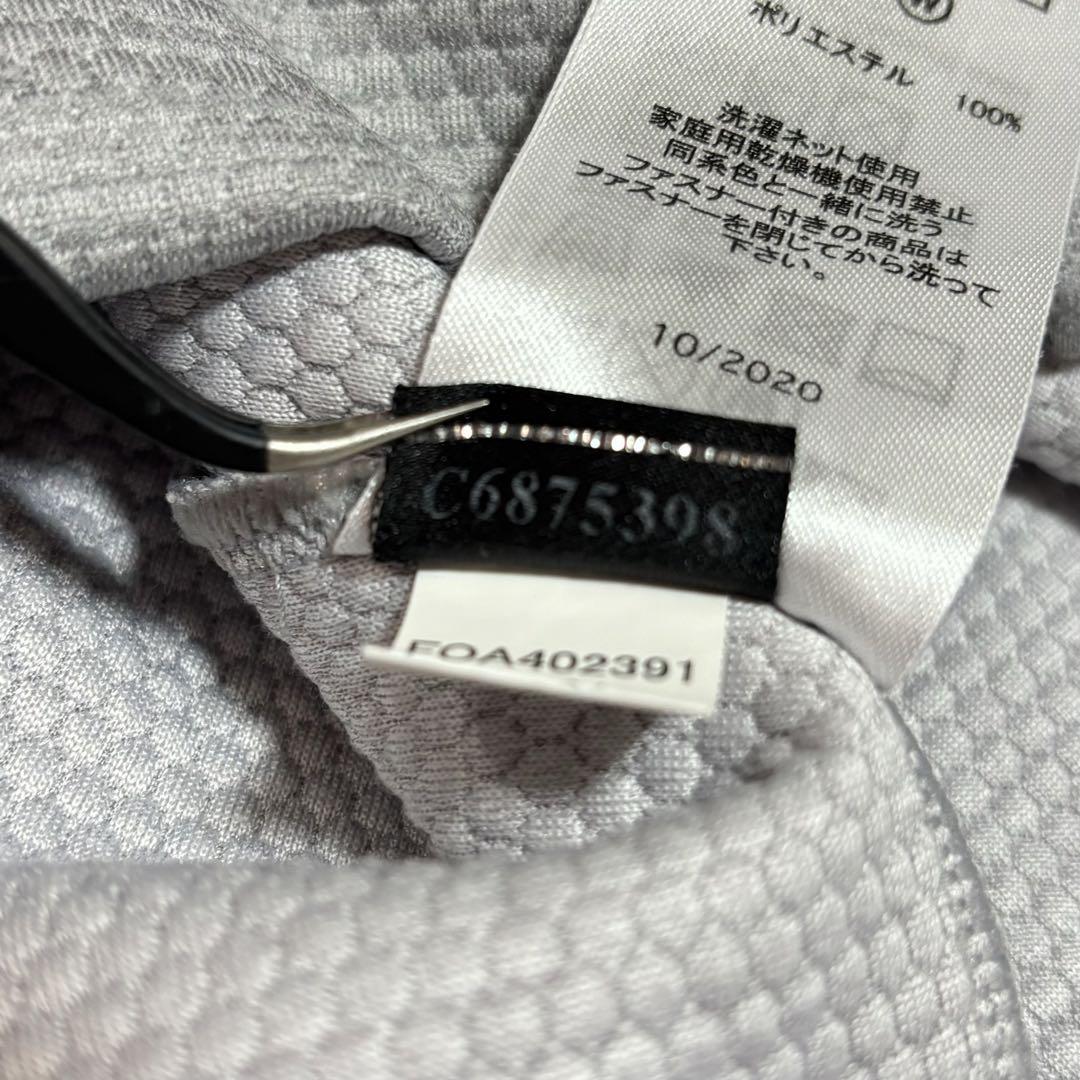 W
ポリエステル 100%
洗濯ネット使用
家庭用乾燥機使用禁止
同系色と一緒に洗う
ファスナー付きの商品は
ファスナーを閉じてから洗って
下さい。
10/2020
C6875398
FOA402391